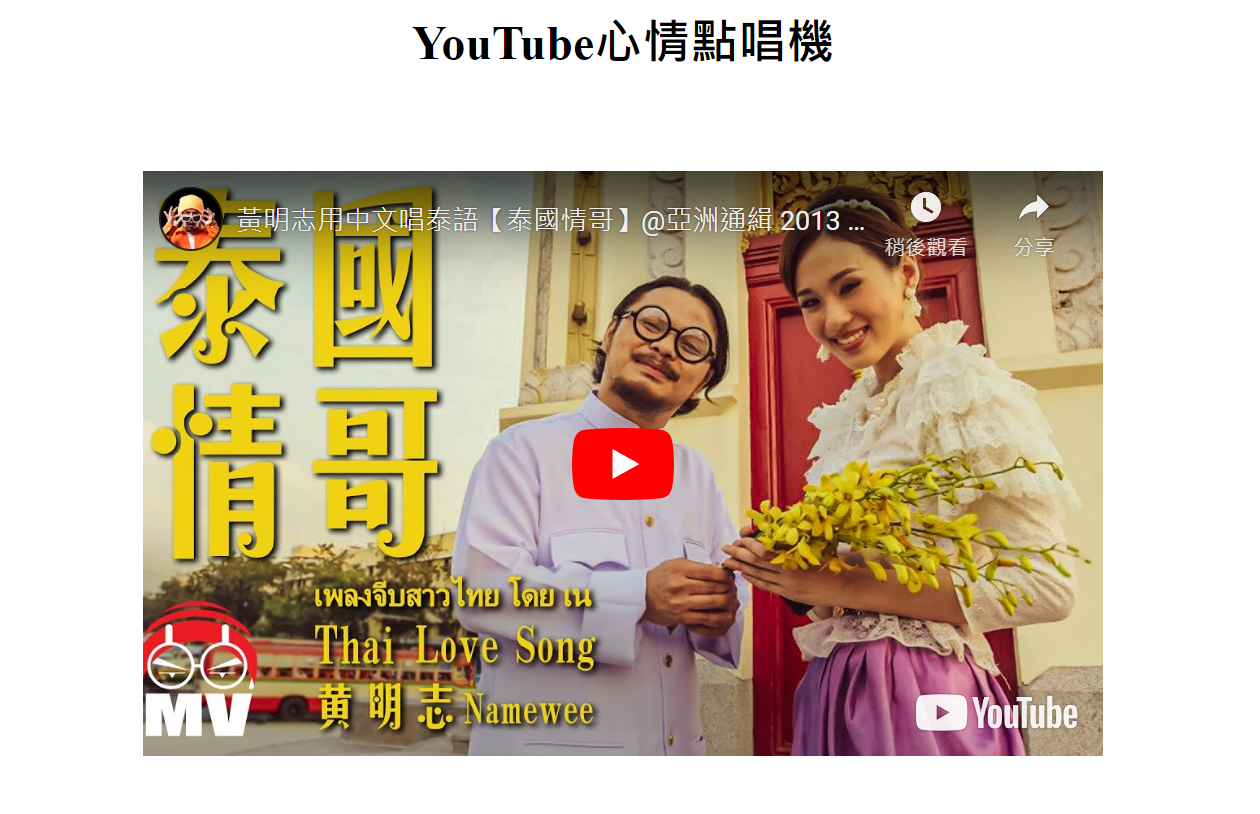 YouTube心情點唱機
黃明志用中文唱泰語【泰國情哥】@亞洲通緝 2013 ...
稍後觀看
分享
泰國
情哥
เพลงจีบสาวไทย โดย เน
Thai Love Song
黃明志 Namewee
MV
YouTube